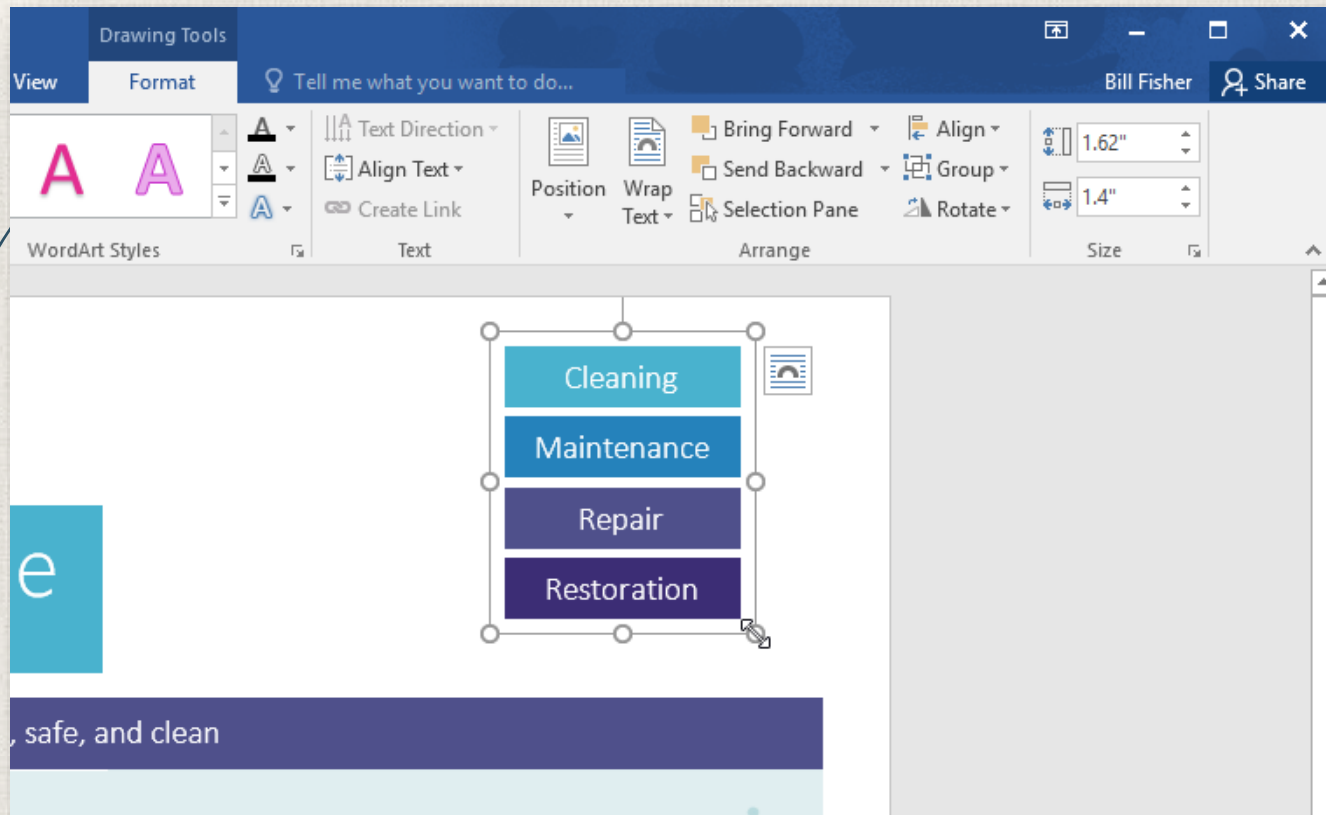 Drawing Tools
View Format Tell me what you want to do... Bill Fisher Share
A A A Text Direction Bring Forward Align 1.62"
A Align Text Position Wrap Text Send Backward Group
A Create Link Selection Pane Rotate 1.4"
WordArt Styles Text Arrange Size
Cleaning
Maintenance
Repair
Restoration
e
, safe, and clean